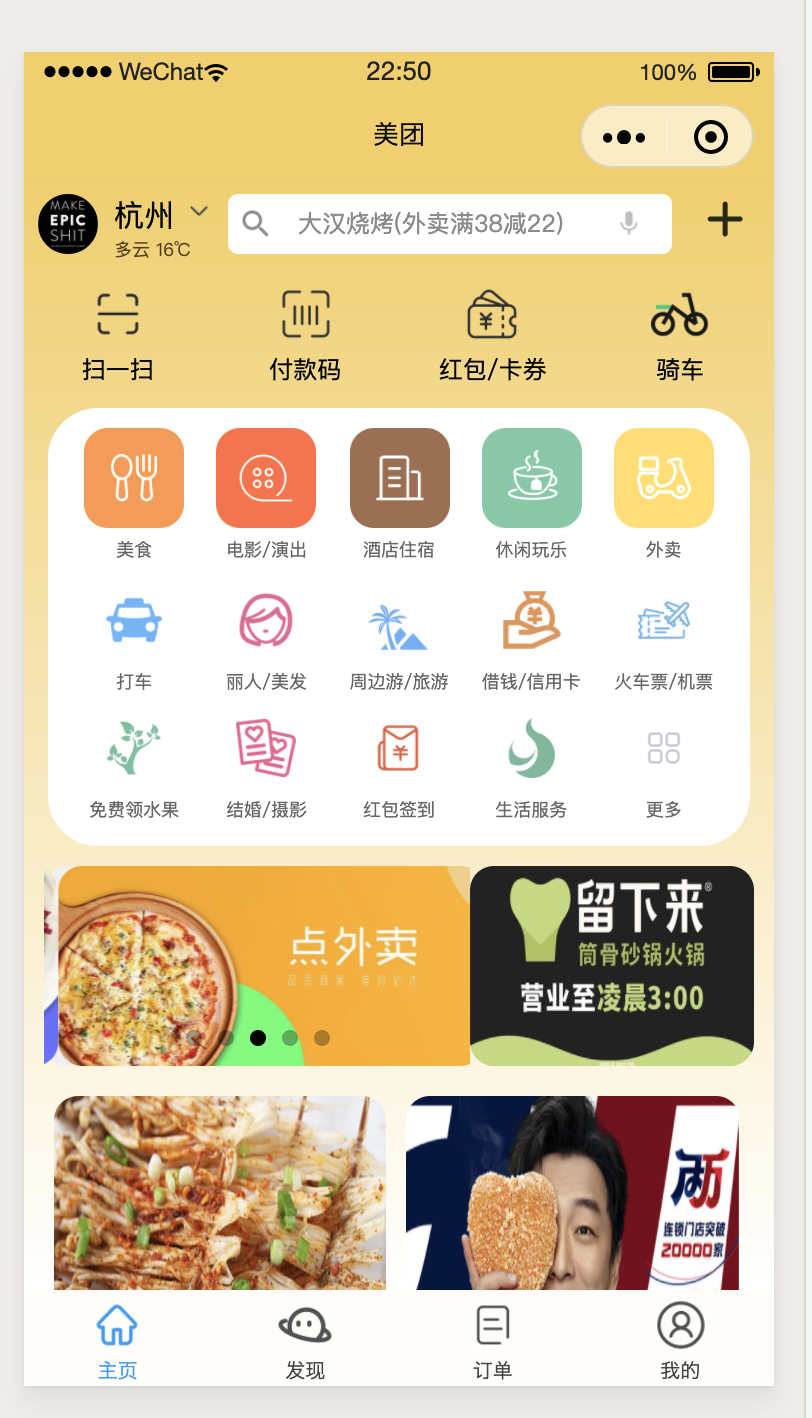 WeChat
22:50
100%
美团
MAKE
EPIC
SHIT
杭州
多云 16℃
大汉烧烤(外卖满38减22)
扫一扫
付款码
红包/卡券
骑车
美食
电影/演出
酒店住宿
休闲玩乐
外卖
打车
丽人/美发
周边游/旅游
借钱/信用卡
火车票/机票
免费领水果
结婚/摄影
红包签到
生活服务
更多
点外卖
留下来®
筒骨砂锅火锅
营业至凌晨3:00
两万
连锁门店突破
20000家
主页
发现
订单
我的